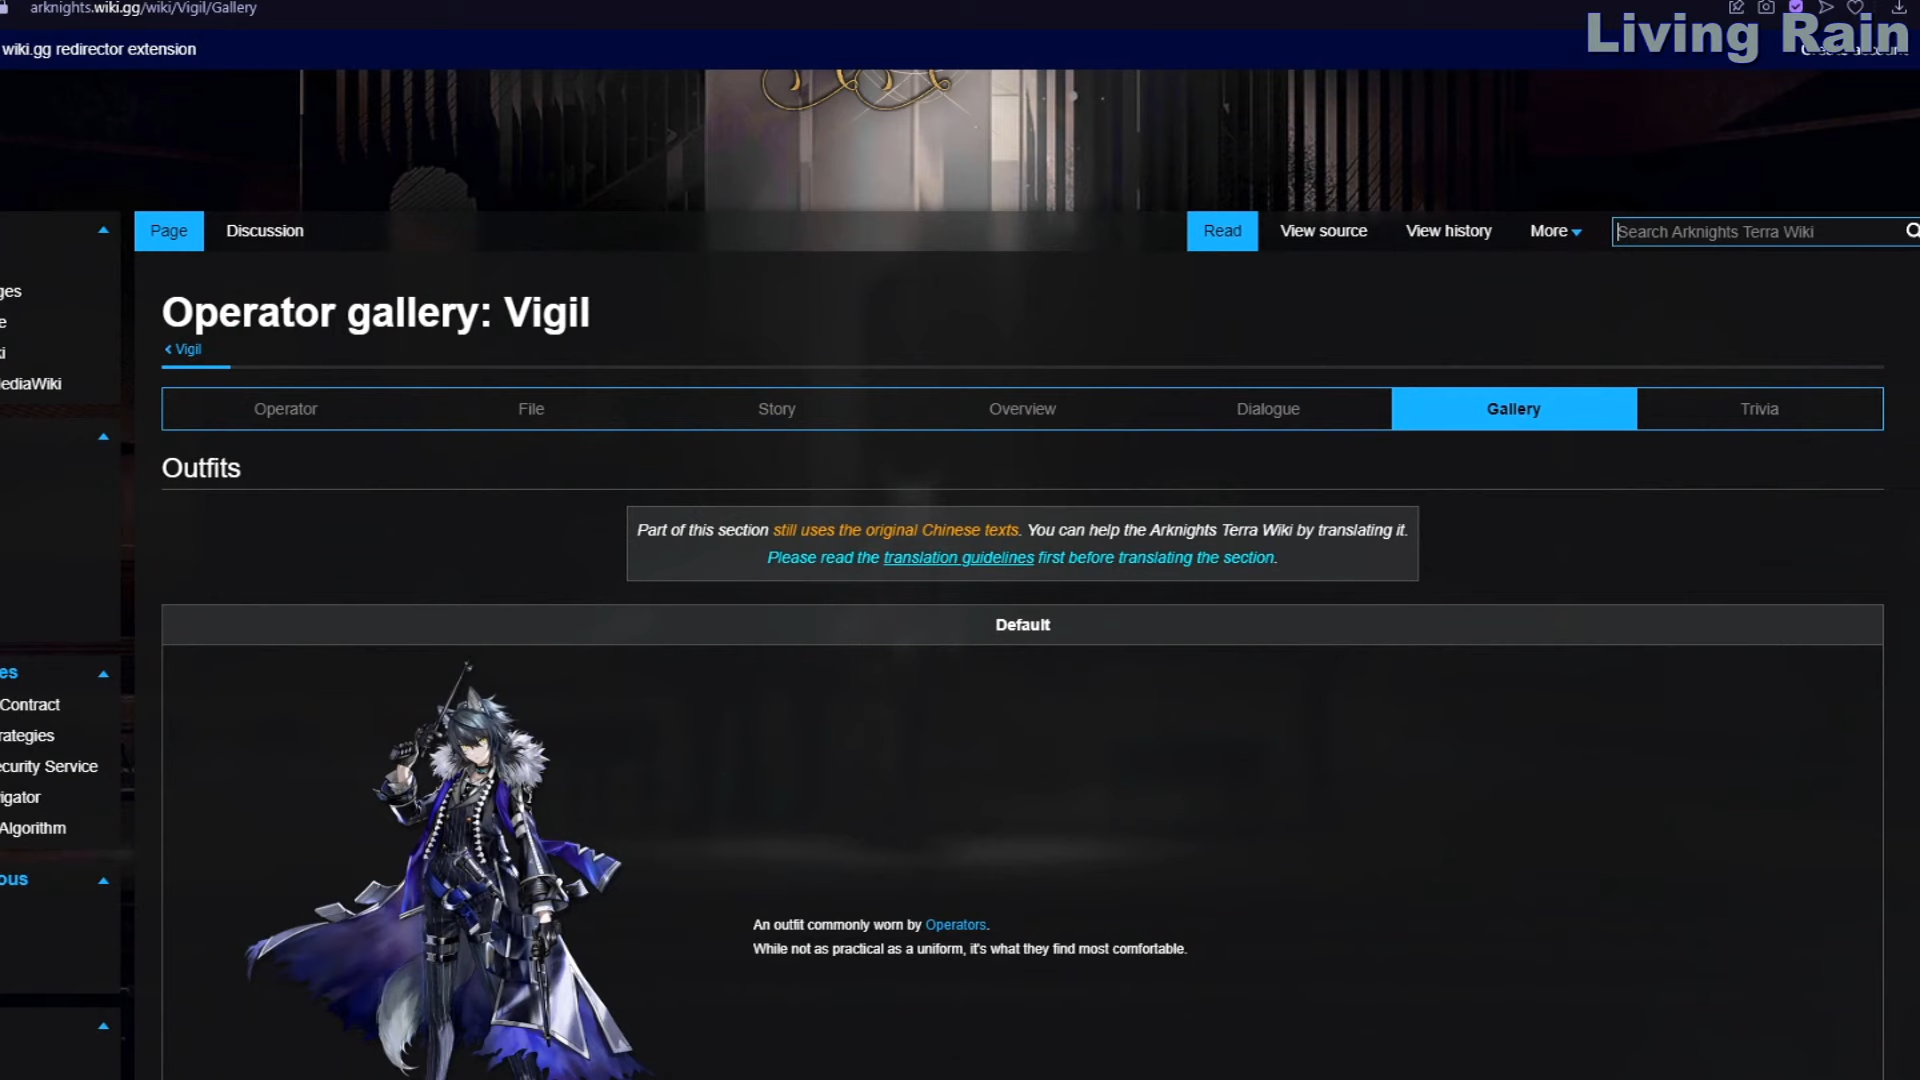 arknights.wiki.gg/wiki/Vigil/Gallery
Living Rain
wiki.gg redirector extension
Page
Discussion
Read
View source
View history
More
Search Arknights Terra Wiki
Operator gallery: Vigil
< Vigil
Operator
File
Story
Overview
Dialogue
Gallery
Trivia
Outfits
Part of this section still uses the original Chinese texts. You can help the Arknights Terra Wiki by translating it.
Please read the translation guidelines first before translating the section.
Default
An outfit commonly worn by Operators.
While not as practical as a uniform, it's what they find most comfortable.
ges
e
ki
ediaWiki
es
Contract
rategies
ecurity Service
igator
Algorithm
ous